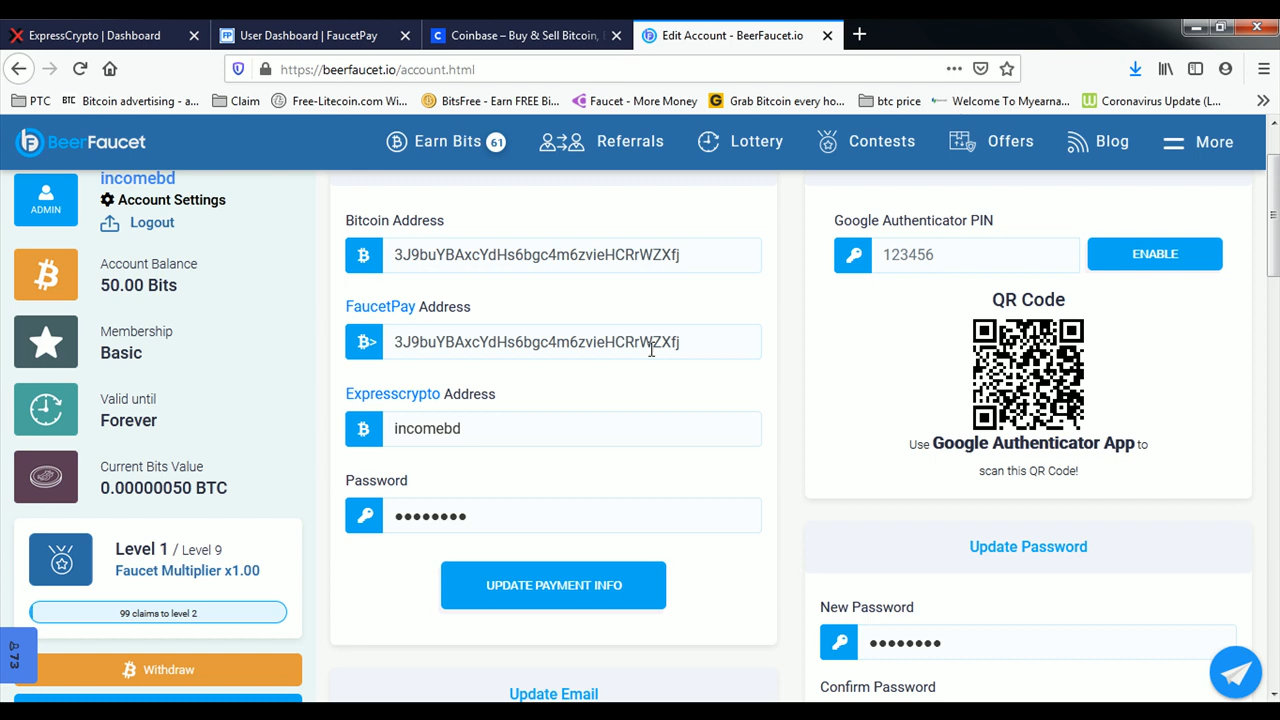 ExpressCrypto | Dashboard
User Dashboard | FaucetPay
Coinbase – Buy & Sell Bitcoin,
Edit Account - BeerFaucet.io
https://beerfaucet.io/account.html
PTC
Bitcoin advertising - a...
Claim
Free-Litecoin.com Wi...
BitsFree - Earn FREE Bi...
Faucet - More Money
Grab Bitcoin every ho...
btc price
Welcome To Myearna...
Coronavirus Update (L...
BeerFaucet
Earn Bits 61
Referrals
Lottery
Contests
Offers
Blog
More
incomebd
ADMIN
Account Settings
Logout
Account Balance
50.00 Bits
Membership
Basic
Valid until
Forever
Current Bits Value
0.00000050 BTC
Level 1 / Level 9
Faucet Multiplier x1.00
99 claims to level 2
73
Withdraw
Bitcoin Address
3J9buYBAxcYdHs6bgc4m6zvieHCRrWZXfj
FaucetPay Address
3J9buYBAxcYdHs6bgc4m6zvieHCRrWZXfj
Expresscrypto Address
incomebd
Password
••••••••
UPDATE PAYMENT INFO
Update Email
Google Authenticator PIN
123456
ENABLE
QR Code
Use Google Authenticator App to
scan this QR Code!
Update Password
New Password
••••••••
Confirm Password